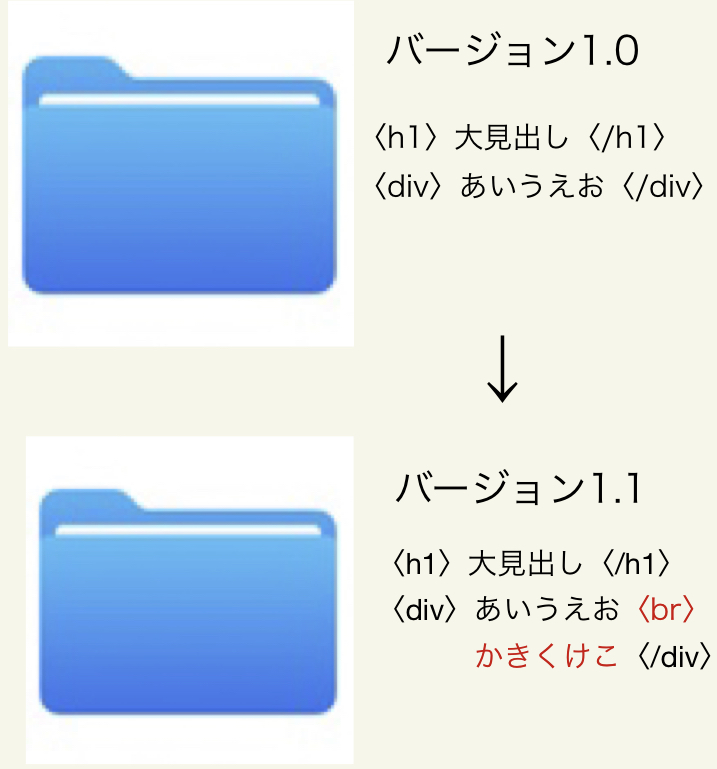 バージョン1.0
〈h1〉大見出し〈/h1〉
〈div〉あいうえお〈/div〉
↓
バージョン1.1
〈h1〉大見出し〈/h1〉
〈div〉あいうえお〈br〉
かきくけこ〈/div〉